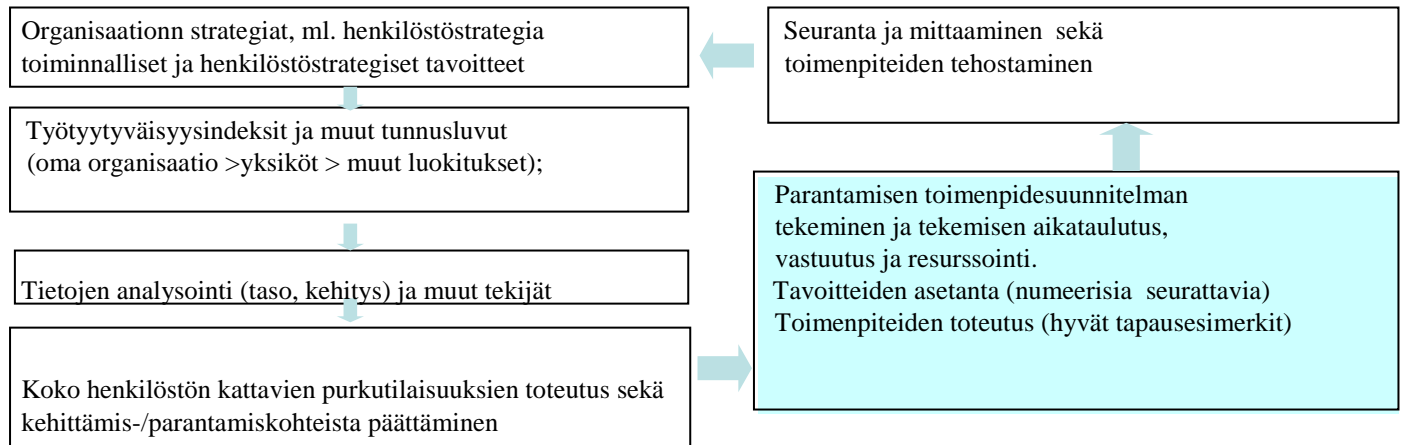 Organisaationn strategiat, ml. henkilöstöstrategia
toiminnalliset ja henkilöstöstrategiset tavoitteet
Työtyytyväisyysindeksit ja muut tunnusluvut
(oma organisaatio >yksiköt > muut luokitukset);
Tietojen analysointi (taso, kehitys) ja muut tekijät
Koko henkilöstön kattavien purkutilaisuuksien toteutus sekä
kehittämis-/parantamiskohteista päättäminen
Parantamisen toimenpidesuunnitelman
tekeminen ja tekemisen aikataulutus,
vastuutus ja resurssointi.
Tavoitteiden asetanta (numeerisia seurattavia)
Toimenpiteiden toteutus (hyvät tapausesimerkit)
Seuranta ja mittaaminen sekä
toimenpiteiden tehostaminen